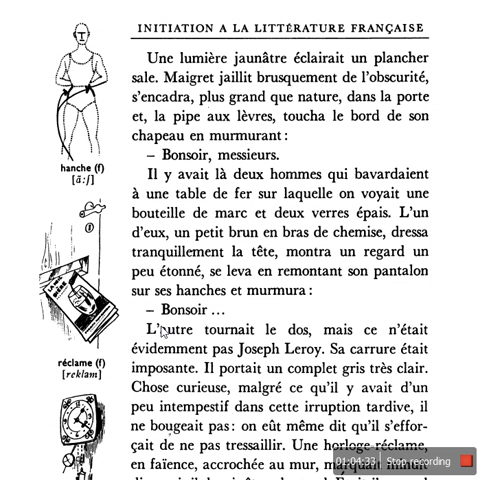 INITIATION A LA LITTÉRATURE FRANÇAISE
Une lumière jaunâtre éclairait un plancher
sale. Maigret jaillit brusquement de l'obscurité,
s'encadra, plus grand que nature, dans la porte
et, la pipe aux lèvres, toucha le bord de son
chapeau en murmurant :
– Bonsoir, messieurs.
Il y avait là deux hommes qui bavardaient
à une table de fer sur laquelle on voyait une
bouteille de marc et deux verres épais. L'un
d'eux, un petit brun en bras de chemise, dressa
tranquillement la tête, montra un regard un
peu étonné, se leva en remontant son pantalon
sur ses hanches et murmura :
– Bonsoir ...
L'autre tournait le dos, mais ce n'était
évidemment pas Joseph Leroy. Sa carrure était
imposante. Il portait un complet gris très clair.
Chose curieuse, malgré ce qu'il y avait d'un
peu intempestif dans cette irruption tardive, il
ne bougeait pas : on eût même dit qu'il s'effor-
çait de ne pas tressaillir. Une horloge-réclame,
en faïence, accrochée au mur, marquait minuit
hanche (f)
[ã:ʃ]
réclame (f)
[reklam]
01:04:33 Stop recording